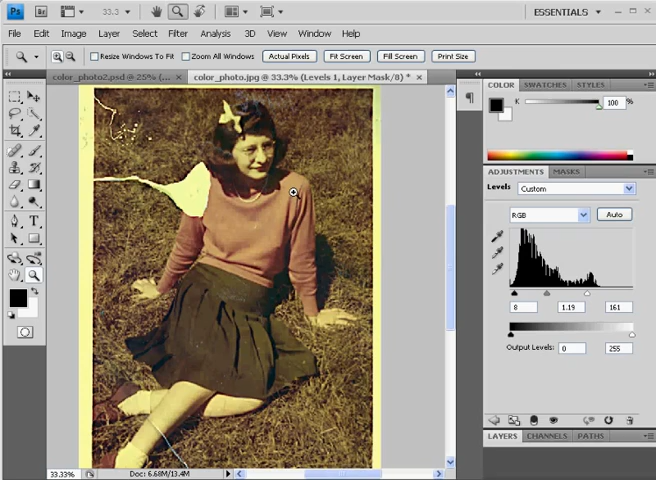 Ps Br 33.3 ESSENTIALS
File Edit Image Layer Select Filter Analysis 3D View Window Help
Resize Windows To Fit Zoom All Windows Actual Pixels Fit Screen Fill Screen Print Size
color_photo2.psd @ 25% (... × color_photo.jpg @ 33.3% (Levels 1, Layer Mask/8) * ×
COLOR SWATCHES STYLES
K 100 %
ADJUSTMENTS MASKS
Levels Custom
RGB Auto
8 1.19 161
Output Levels: 0 255
LAYERS CHANNELS PATHS
33.33% Doc: 6.68M/13.4M